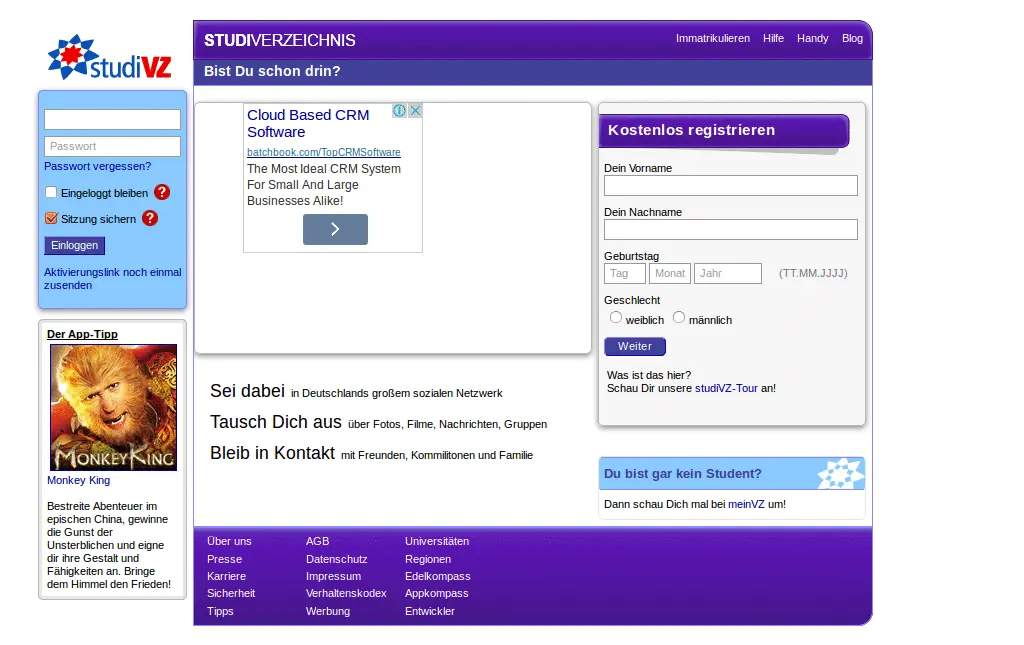 studiVZ
STUDIVERZEICHNIS
Immatrikulieren Hilfe Handy Blog
Bist Du schon drin?
Passwort
Passwort vergessen?
Eingeloggt bleiben ?
Sitzung sichern ?
Einloggen
Aktivierungslink noch einmal
zusenden
Der App-Tipp
MONKEY KING
Monkey King
Bestreite Abenteuer im
epischen China, gewinne
die Gunst der
Unsterblichen und eigne
dir ihre Gestalt und
Fähigkeiten an. Bringe
dem Himmel den Frieden!
Cloud Based CRM
Software
batchbook.com/TopCRMSoftware
The Most Ideal CRM System
For Small And Large
Businesses Alike!
Kostenlos registrieren
Dein Vorname
Dein Nachname
Geburtstag
Tag Monat Jahr (TT.MM.JJJJ)
Geschlecht
weiblich männlich
Weiter
Was ist das hier?
Schau Dir unsere studiVZ-Tour an!
Sei dabei in Deutschlands großem sozialen Netzwerk
Tausch Dich aus über Fotos, Filme, Nachrichten, Gruppen
Bleib in Kontakt mit Freunden, Kommilitonen und Familie
Du bist gar kein Student?
Dann schau Dich mal bei meinVZ um!
Über uns AGB Universitäten
Presse Datenschutz Regionen
Karriere Impressum Edelkompass
Sicherheit Verhaltenskodex Appkompass
Tipps Werbung Entwickler